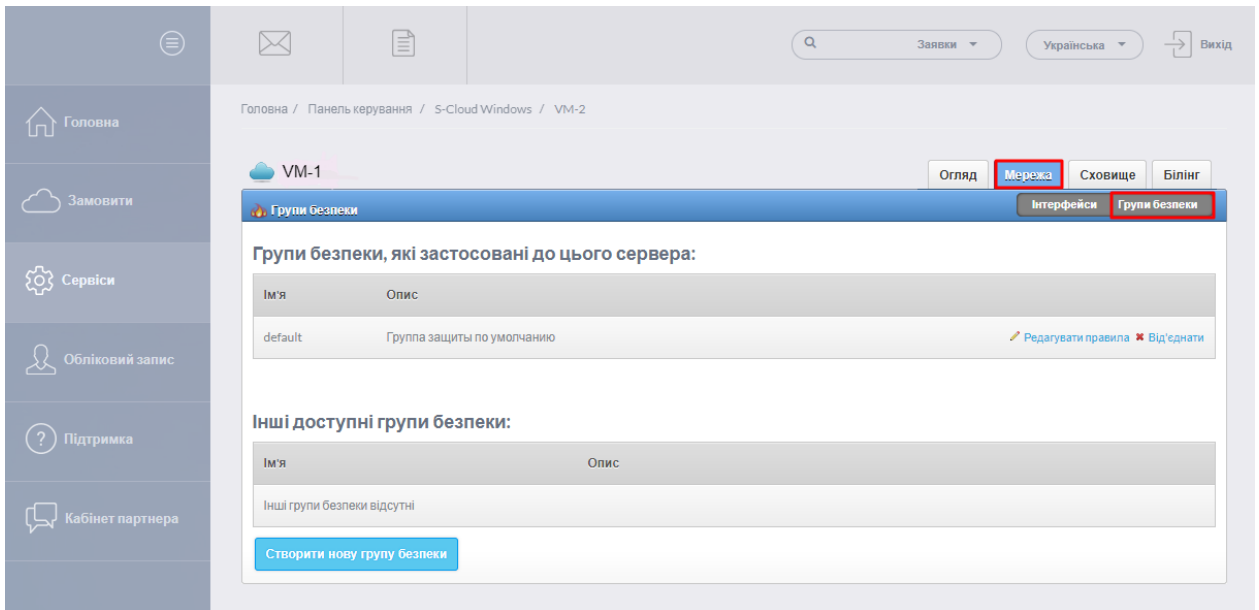 Заявки
Українська
Вихід
Головна
Замовити
Сервіси
Обліковий запис
Підтримка
Кабінет партнера
Головна / Панель керування / S-Cloud Windows / VM-2
VM-1
Огляд Мережа Сховище Білінг
Групи безпеки
Інтерфейси Групи безпеки
Групи безпеки, які застосовані до цього сервера:
Ім'я Опис
default Группа защиты по умолчанию Редагувати правила Від'єднати
Інші доступні групи безпеки:
Ім'я Опис
Інші групи безпеки відсутні
Створити нову групу безпеки